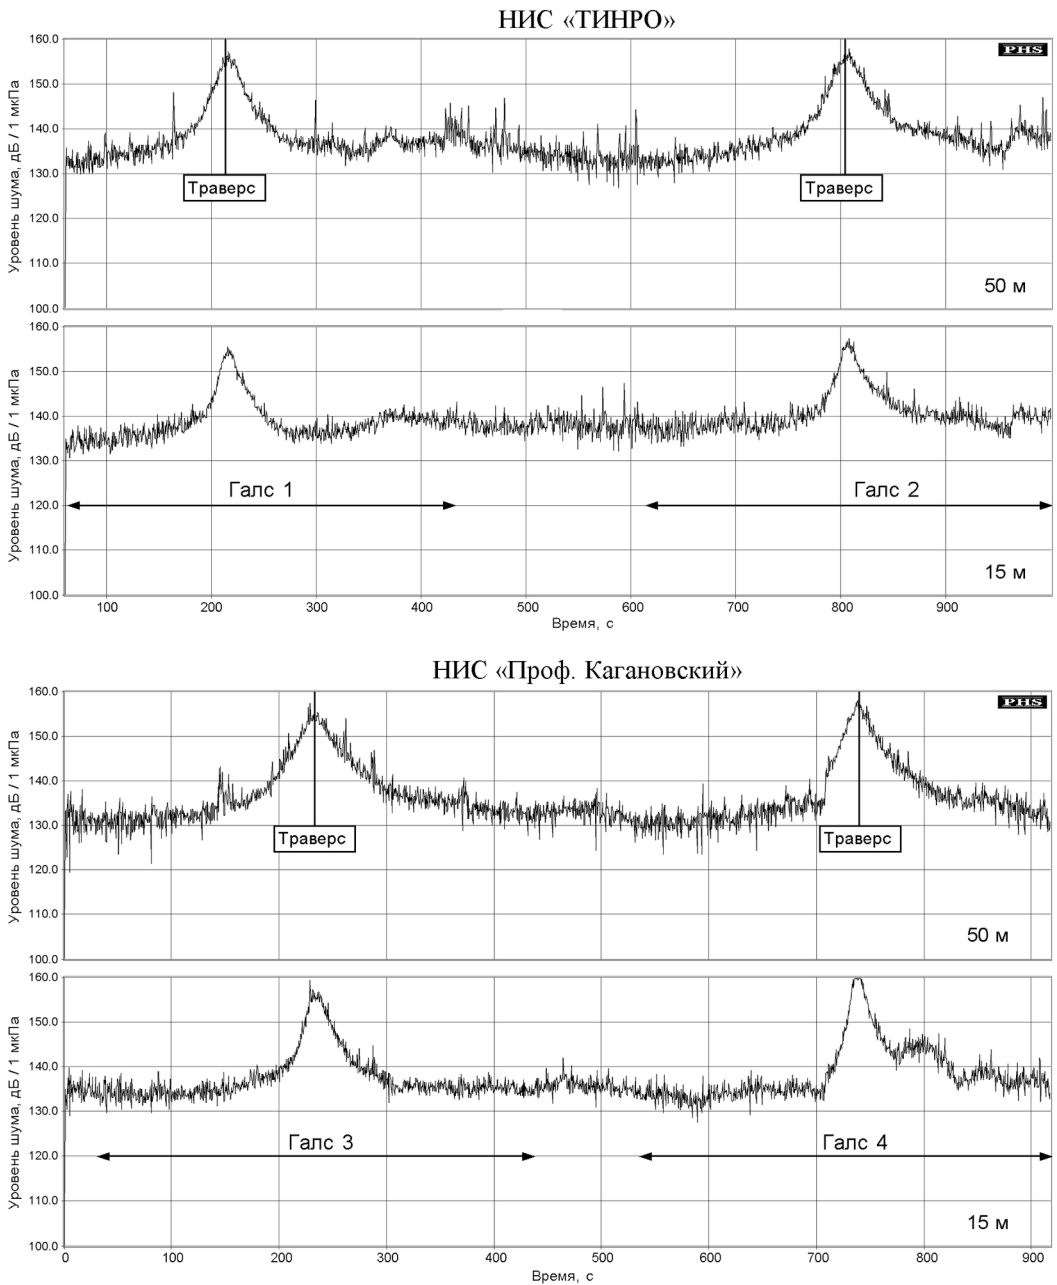 НИС «ТИНРО»
Уровень шума, дБ / 1 мкПа
160.0
150.0
140.0
130.0
120.0
110.0
100.0
PHS
Траверс
Траверс
50 м
Уровень шума, дБ / 1 мкПа
160.0
150.0
140.0
130.0
120.0
110.0
100.0
Галс 1
Галс 2
15 м
100 200 300 400 500 600 700 800 900
Время, с
НИС «Проф. Кагановский»
Уровень шума, дБ / 1 мкПа
160.0
150.0
140.0
130.0
120.0
110.0
100.0
PHS
Траверс
Траверс
50 м
Уровень шума, дБ / 1 мкПа
160.0
150.0
140.0
130.0
120.0
110.0
100.0
Галс 3
Галс 4
15 м
0 100 200 300 400 500 600 700 800 900
Время, с